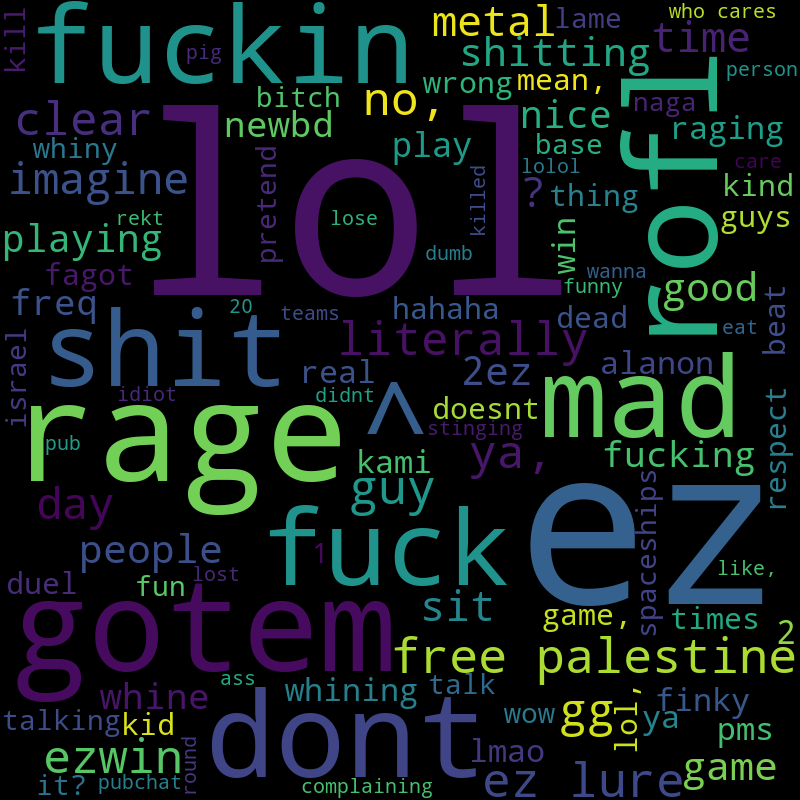 who cares
lame
metal
fuckin
kill
pig
shitting
time
person
wrong
mean,
no,
bitch
naga
rofl
clear
newbd
nice
raging
lol
play
base
care
whiny
lololol
imagine
pretend
killed
?
thing
kind
rekt
lose
guys
playing
win
dumb
wanna
fagot
funny
good
freq
20
teams
hahaha
dead
beat
eat
shit
literally
israel
real
2ez
alanon
mad
idiot
didnt
^
doesnt
rage
stinging
respect
pub
kami
ya,
fucking
day
guy
ez
spaceships
people
fuck
1
like,
duel
lost
fun
gotem
sit
game,
times
2
free palestine
ass
whine
whining
talk
lol,
finky
talking
kid
dont
wow
gg
ya
pms
ezwin
round
lmao
game
it?
pubchat
complaining
ez lure